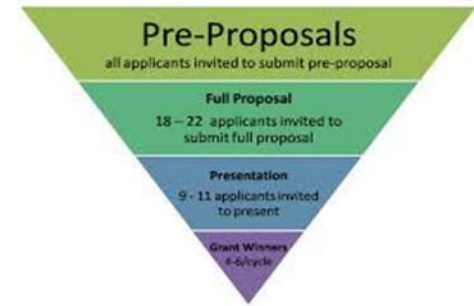 Pre-Proposals
all applicants invited to submit pre-proposal
Full Proposal
18 – 22 applicants invited to
submit full proposal
Presentation
9 - 11 applicants invited
to present
Grant Winners
4-6/cycle